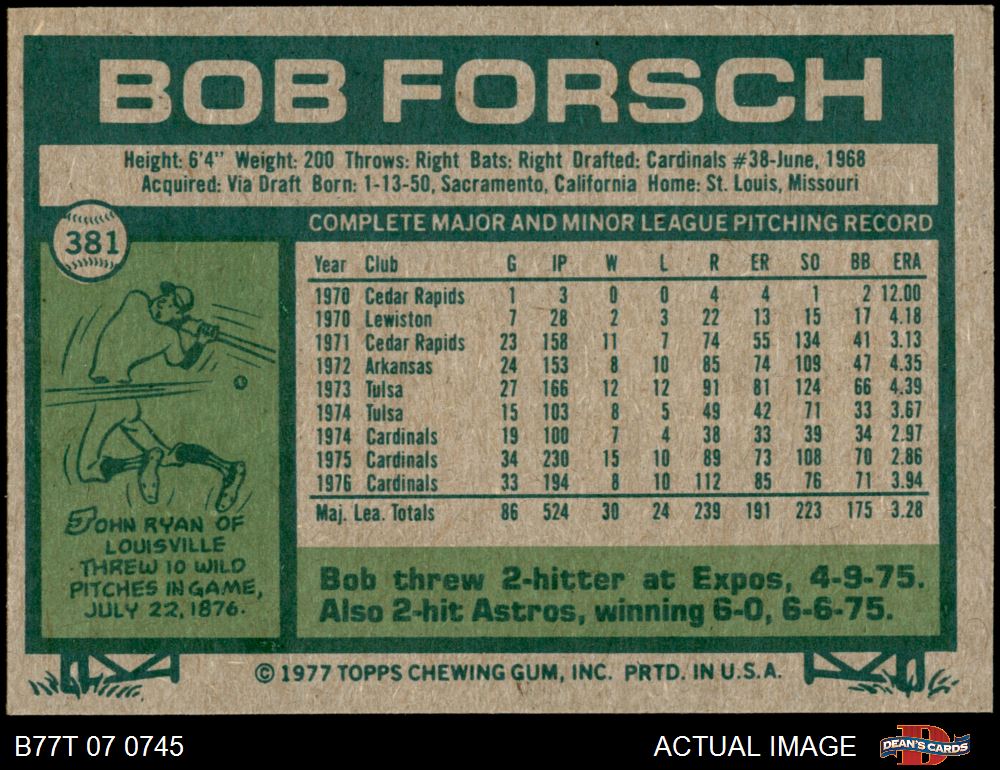 BOB FORSCH
Height: 6'4" Weight: 200 Throws: Right Bats: Right Drafted: Cardinals #38-June, 1968
Acquired: Via Draft Born: 1-13-50, Sacramento, California Home: St. Louis, Missouri
381
COMPLETE MAJOR AND MINOR LEAGUE PITCHING RECORD
Year Club G IP W L R ER SO BB ERA
1970 Cedar Rapids 1 3 0 0 4 4 1 2 12.00
1970 Lewiston 7 28 2 3 22 13 15 17 4.18
1971 Cedar Rapids 23 158 11 7 74 55 134 41 3.13
1972 Arkansas 24 153 8 10 85 74 109 47 4.35
1973 Tulsa 27 166 12 12 91 81 124 66 4.39
1974 Tulsa 15 103 8 5 49 42 71 33 3.67
1974 Cardinals 19 100 7 4 38 33 39 34 2.97
1975 Cardinals 34 230 15 10 89 73 108 70 2.86
1976 Cardinals 33 194 8 10 112 85 76 71 3.94
Maj. Lea. Totals 86 524 30 24 239 191 223 175 3.28
JOHN RYAN OF
LOUISVILLE
THREW 10 WILD
PITCHES IN GAME,
JULY 22, 1876.
Bob threw 2-hitter at Expos, 4-9-75.
Also 2-hit Astros, winning 6-0, 6-6-75.
© 1977 TOPPS CHEWING GUM, INC. PRTD. IN U.S.A.
B77T 07 0745
ACTUAL IMAGE
D
DEAN'S CARDS